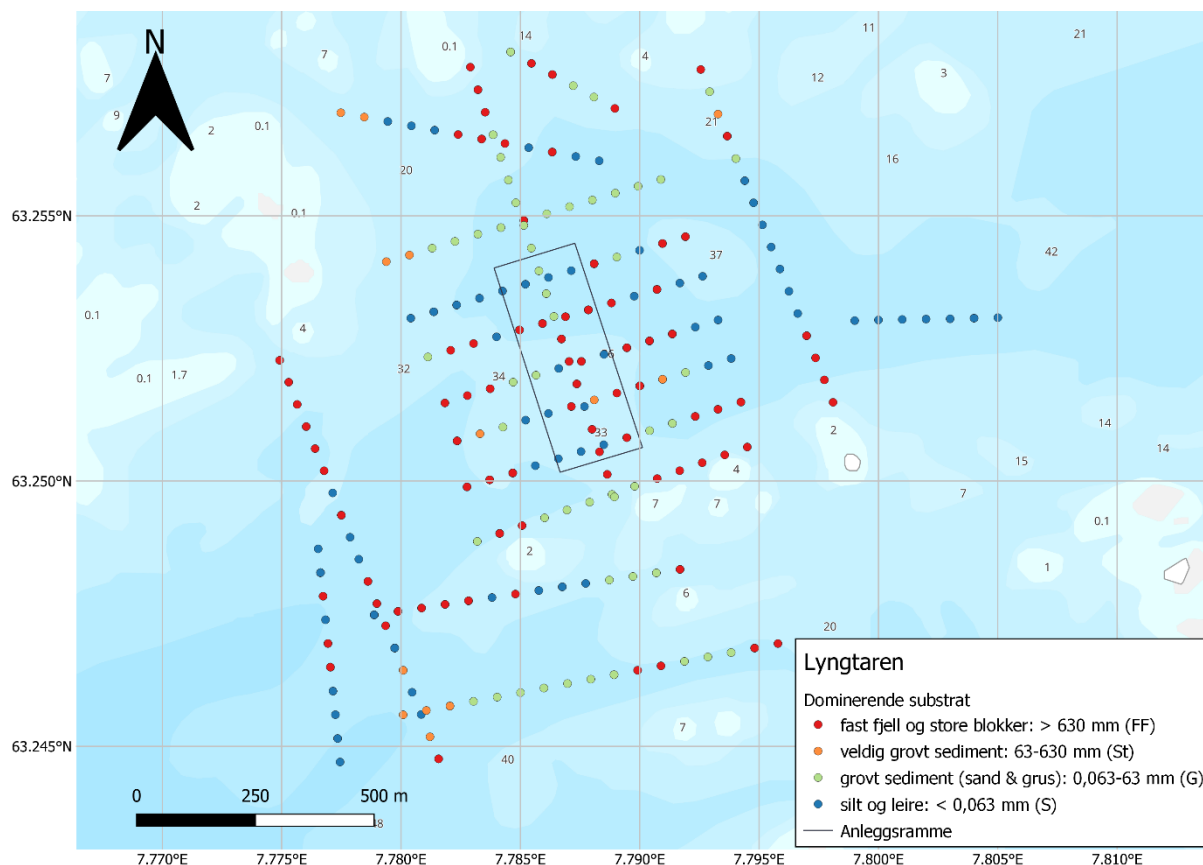 N
0.1
14
11
21
7
7
4
12
3
9
2
0.1
21
20
16
2
0.1
63.255°N
37
42
0.1
4
32
34
0.1
1.7
2
33
14
14
4
15
63.250°N
7
7
7
0.1
2
1
6
20
7
63.245°N
40
0
250
500 m
48
Lyngtaren
Dominerende substrat
fast fjell og store blokker: > 630 mm (FF)
veldig grovt sediment: 63-630 mm (St)
grovt sediment (sand & grus): 0,063-63 mm (G)
silt og leire: < 0,063 mm (S)
Anleggsramme
7.770°E
7.775°E
7.780°E
7.785°E
7.790°E
7.795°E
7.800°E
7.805°E
7.810°E